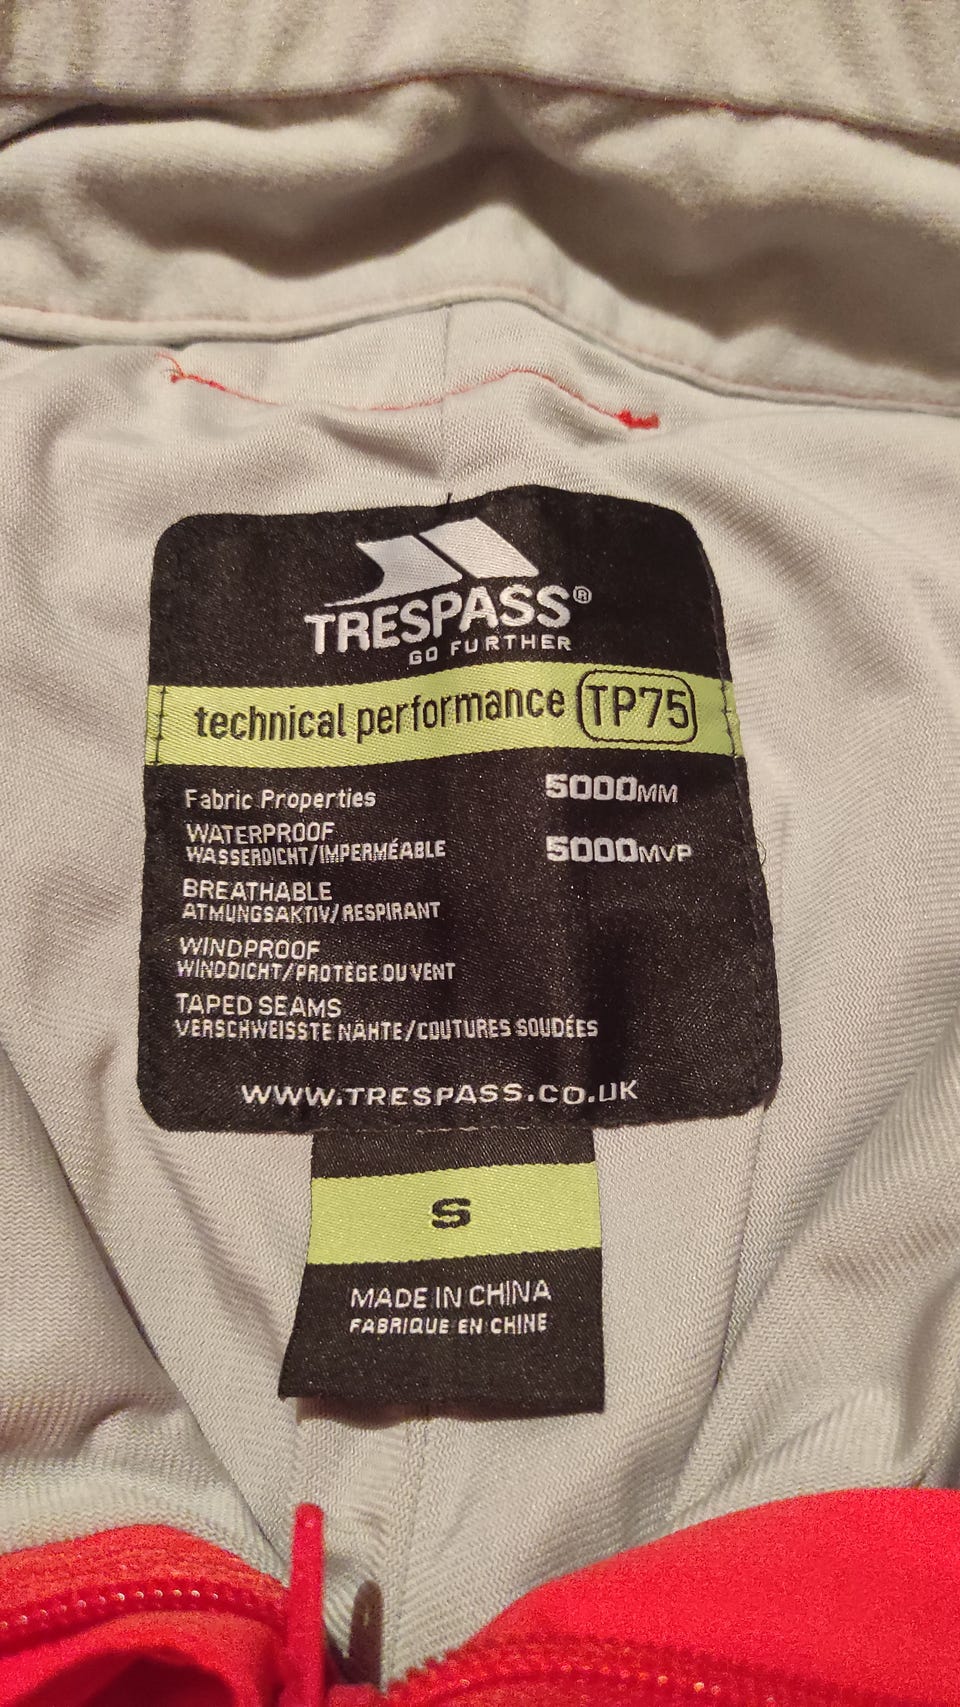 TRESPASS®
GO FURTHER
technical performance TP75
Fabric Properties 5000MM
WATERPROOF
WASSERDICHT/IMPERMÉABLE 5000MVP
BREATHABLE
ATMUNGSAKTIV/RESPIRANT
WINDPROOF
WINDDICHT/PROTÈGE DU VENT
TAPED SEAMS
VERSCHWEISSTE NÄHTE/COUTURES SOUDÉES
WWW.TRESPASS.CO.UK
S
MADE IN CHINA
FABRIQUE EN CHINE